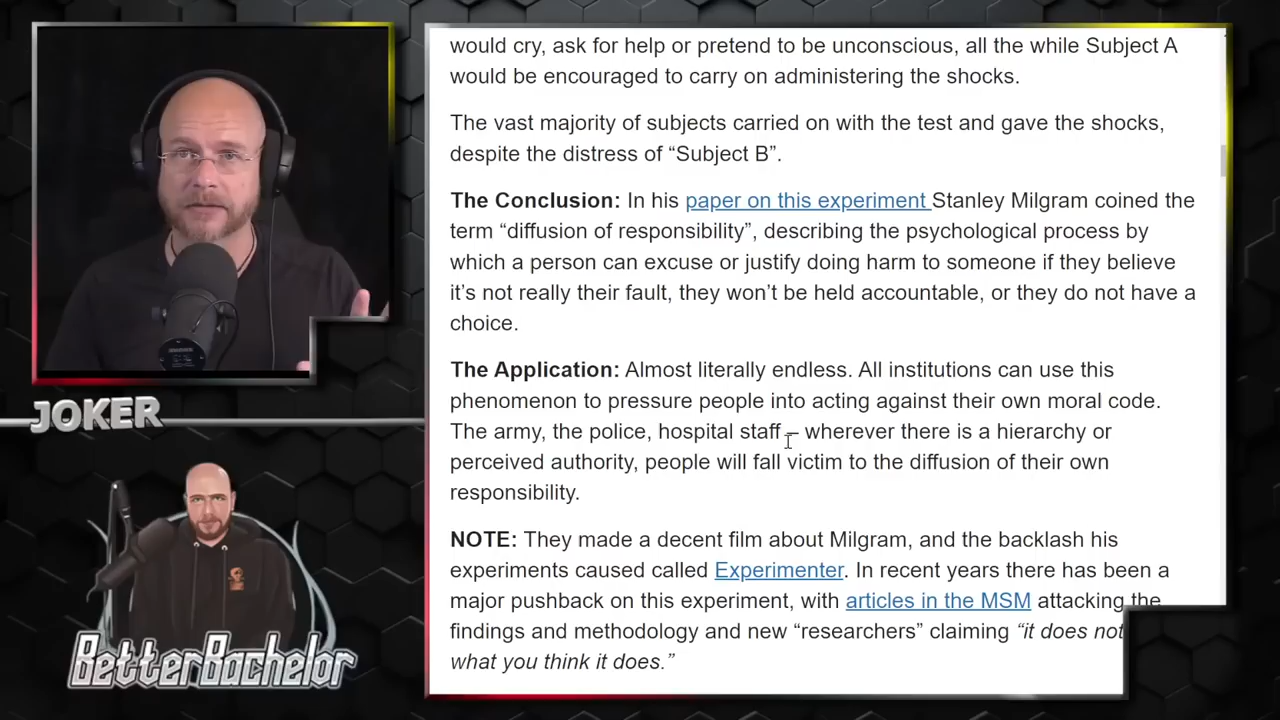 would cry, ask for help or pretend to be unconscious, all the while Subject A
would be encouraged to carry on administering the shocks.
The vast majority of subjects carried on with the test and gave the shocks,
despite the distress of “Subject B”.
The Conclusion: In his paper on this experiment Stanley Milgram coined the
term “diffusion of responsibility”, describing the psychological process by
which a person can excuse or justify doing harm to someone if they believe
it’s not really their fault, they won’t be held accountable, or they do not have a
choice.
The Application: Almost literally endless. All institutions can use this
phenomenon to pressure people into acting against their own moral code.
The army, the police, hospital staff – wherever there is a hierarchy or
perceived authority, people will fall victim to the diffusion of their own
responsibility.
NOTE: They made a decent film about Milgram, and the backlash his
experiments caused called Experimenter. In recent years there has been a
major pushback on this experiment, with articles in the MSM attacking the
findings and methodology and new “researchers” claiming “it does not
what you think it does.”
JOKER
BetterBachelor